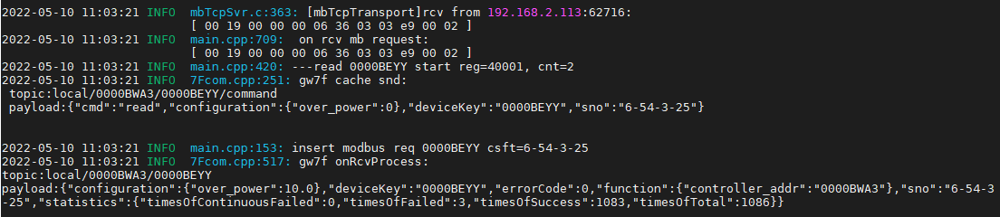 2022-05-10 11:03:21 INFO  mbTcpSvr.c:363: [mbTcpTransport]rcv from 192.168.2.113:62716:
[ 00 19 00 00 00 06 36 03 03 e9 00 02 ]
2022-05-10 11:03:21 INFO  main.cpp:709:  on rcv mb request:
[ 00 19 00 00 00 06 36 03 03 e9 00 02 ]
2022-05-10 11:03:21 INFO  main.cpp:420: ---read 0000BEYY start reg=40001, cnt=2
2022-05-10 11:03:21 INFO  7Fcom.cpp:251: gw7f cache snd:
topic:local/0000BWA3/0000BEYY/command
payload:{"cmd":"read","configuration":{"over_power":0},"deviceKey":"0000BEYY","sno":"6-54-3-25"}
2022-05-10 11:03:21 INFO  main.cpp:153: insert modbus req 0000BEYY csft=6-54-3-25
2022-05-10 11:03:21 INFO  7Fcom.cpp:517: gw7f onRcvProcess:
topic:local/0000BWA3/0000BEYY
payload:{"configuration":{"over_power":10.0},"deviceKey":"0000BEYY","errorCode":0,"function":{"controller_addr":"0000BWA3"},"sno":"6-54-3
-25","statistics":{"timesOfContinuousFailed":0,"timesOfFailed":3,"timesOfSuccess":1083,"timesOfTotal":1086}}